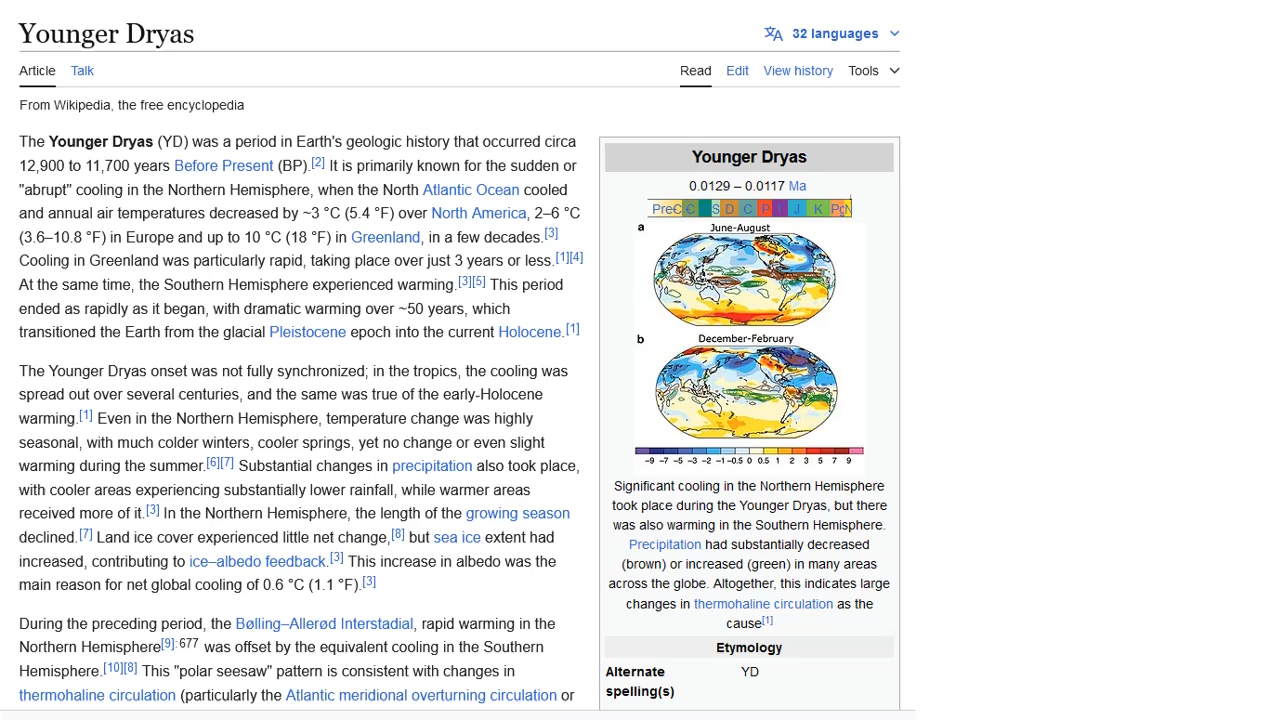 Younger Dryas
32 languages
Article Talk
Read Edit View history Tools
From Wikipedia, the free encyclopedia
The Younger Dryas (YD) was a period in Earth's geologic history that occurred circa
12,900 to 11,700 years Before Present (BP).[2] It is primarily known for the sudden or
"abrupt" cooling in the Northern Hemisphere, when the North Atlantic Ocean cooled
and annual air temperatures decreased by ~3 °C (5.4 °F) over North America, 2–6 °C
(3.6–10.8 °F) in Europe and up to 10 °C (18 °F) in Greenland, in a few decades.[3]
Cooling in Greenland was particularly rapid, taking place over just 3 years or less.[1][4]
At the same time, the Southern Hemisphere experienced warming.[3][5] This period
ended as rapidly as it began, with dramatic warming over ~50 years, which
transitioned the Earth from the glacial Pleistocene epoch into the current Holocene.[1]
The Younger Dryas onset was not fully synchronized; in the tropics, the cooling was
spread out over several centuries, and the same was true of the early-Holocene
warming.[1] Even in the Northern Hemisphere, temperature change was highly
seasonal, with much colder winters, cooler springs, yet no change or even slight
warming during the summer.[6][7] Substantial changes in precipitation also took place,
with cooler areas experiencing substantially lower rainfall, while warmer areas
received more of it.[3] In the Northern Hemisphere, the length of the growing season
declined.[7] Land ice cover experienced little net change,[8] but sea ice extent had
increased, contributing to ice–albedo feedback.[3] This increase in albedo was the
main reason for net global cooling of 0.6 °C (1.1 °F).[3]
During the preceding period, the Bølling–Allerød Interstadial, rapid warming in the
Northern Hemisphere[9]:677 was offset by the equivalent cooling in the Southern
Hemisphere.[10][8] This "polar seesaw" pattern is consistent with changes in
thermohaline circulation (particularly the Atlantic meridional overturning circulation or
Younger Dryas
0.0129 – 0.0117 Ma
PreꞒ Ꞓ S D C P J K Pg N
a
June-August
b
December-February
−9 −7 −5 −3 −2 −1 −0.5 0 0.5 1 2 3 5 7 9
Significant cooling in the Northern Hemisphere
took place during the Younger Dryas, but there
was also warming in the Southern Hemisphere.
Precipitation had substantially decreased
(brown) or increased (green) in many areas
across the globe. Altogether, this indicates large
changes in thermohaline circulation as the
cause[1]
Etymology
Alternate YD
spelling(s)